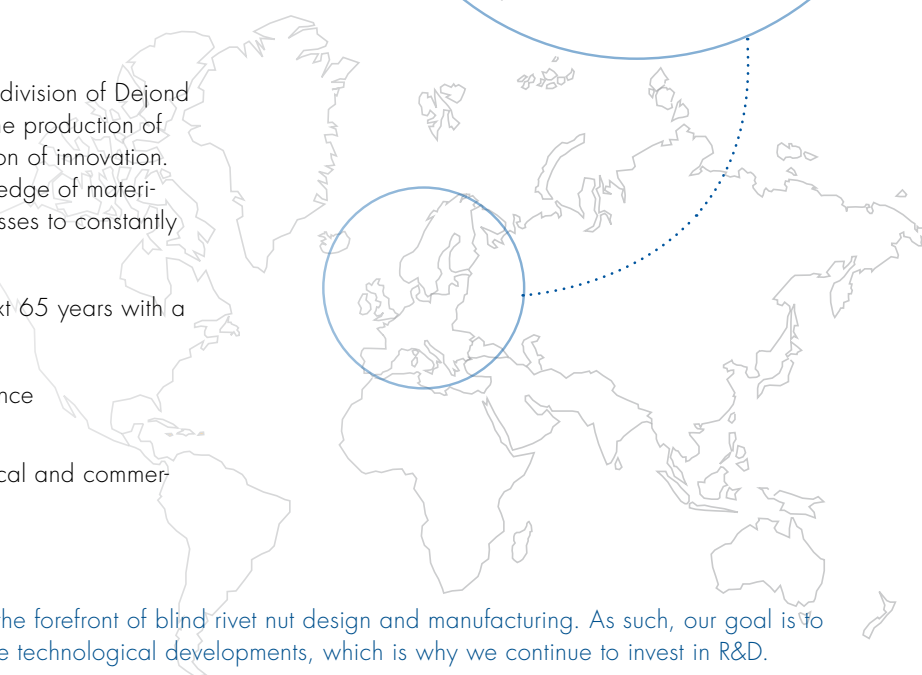 division of Dejond
ne production of
on of innovation.
edge of materi-
sses to constantly
xt 65 years with a
nce
cal and commer-
he forefront of blind rivet nut design and manufacturing. As such, our goal is to
e technological developments, which is why we continue to invest in R&D.